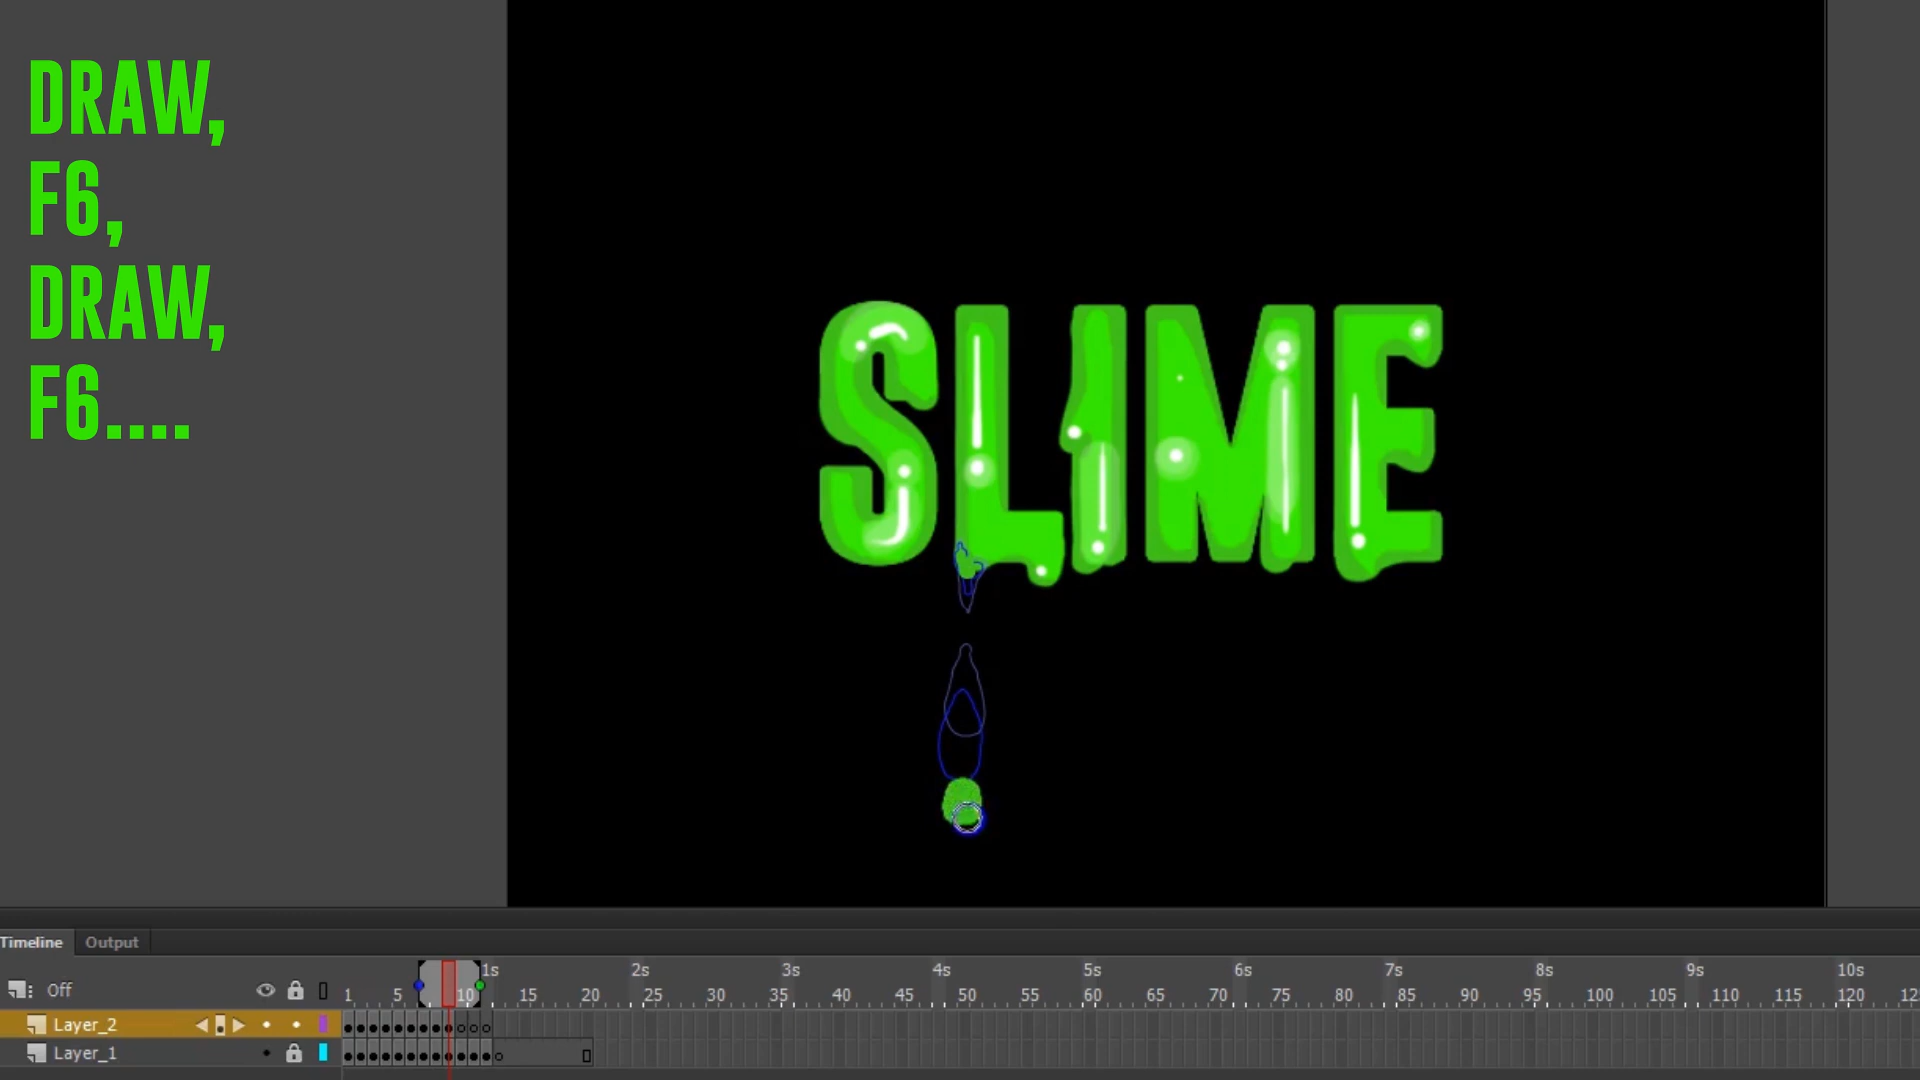 DRAW,
F6,
DRAW,
F6....
SLIME
Timeline Output
1s 2s 3s 4s 5s 6s 7s 8s 9s 10s
Off
1 5 10 15 20 25 30 35 40 45 50 55 60 65 70 75 80 85 90 95 100 105 110 115 120
Layer_2
Layer_1